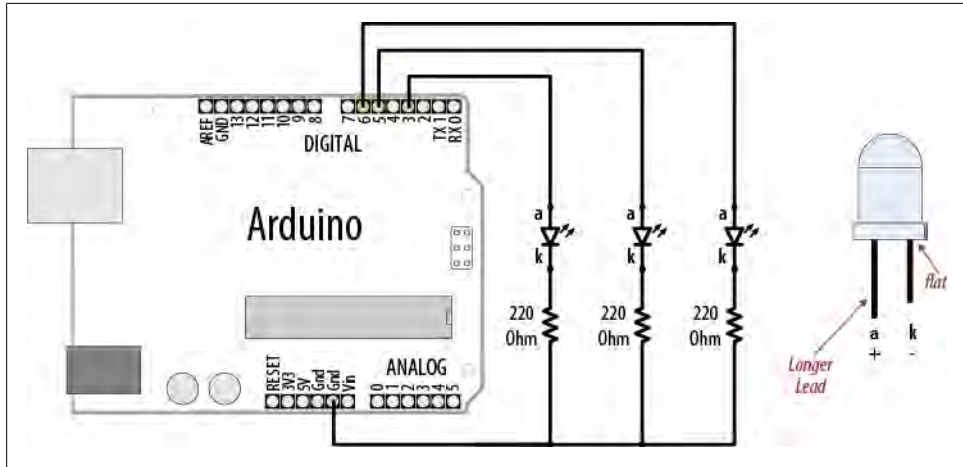 AREF
GND
13
12
11
10
9
8
7
6
5
4
3
2
TX 1
RX 0
DIGITAL
Arduino
a
k
220
Ohm
a
k
220
Ohm
a
k
220
Ohm
RESET
3V3
5V
Gnd
Gnd
Vin
ANALOG
0
1
2
3
4
5
flat
a
+
k
-
Longer
Lead